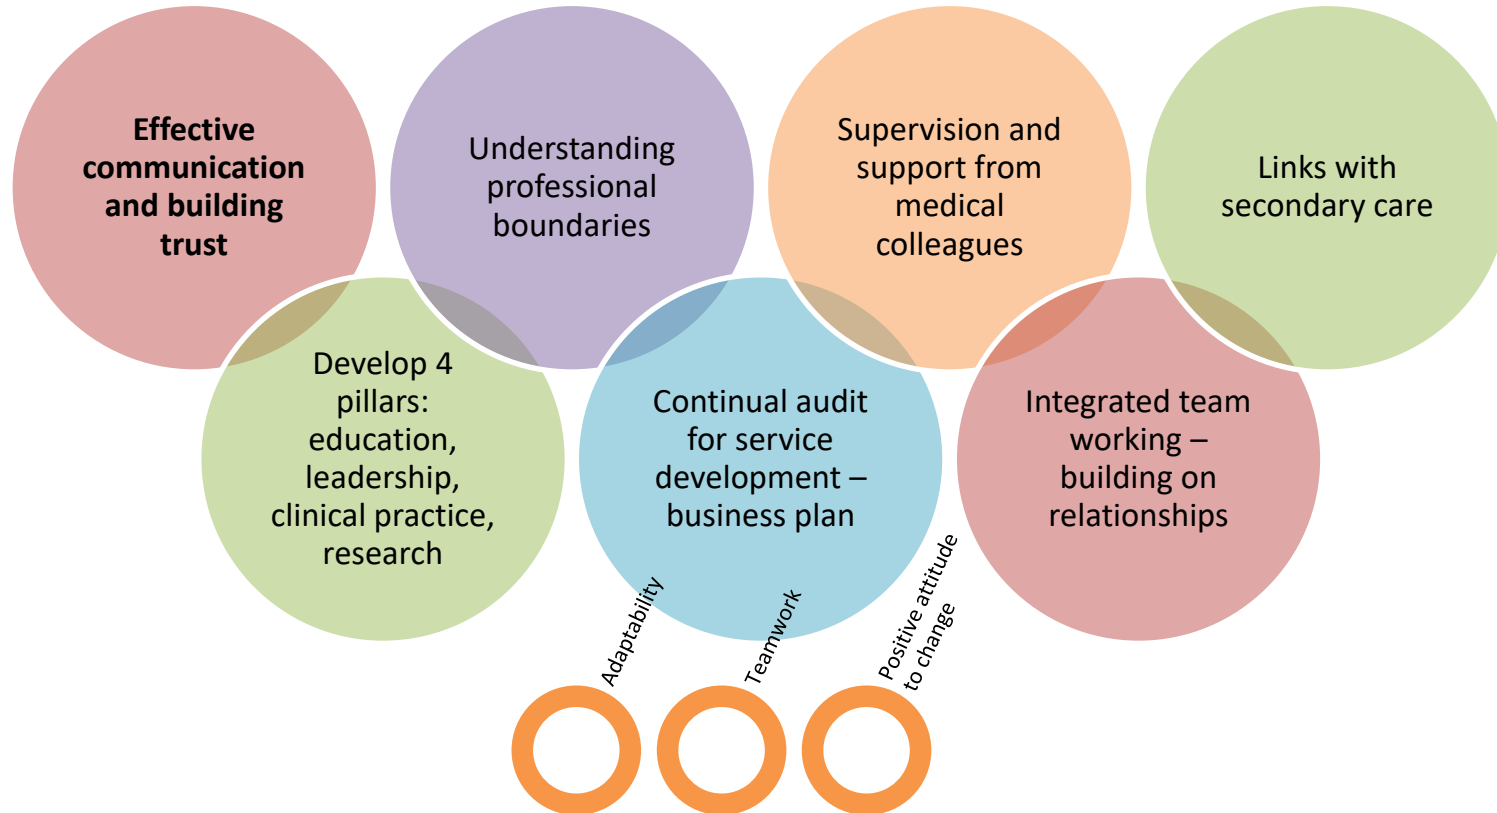 Effective
communication
and building
trust
Understanding
professional
boundaries
Supervision and
support from
medical
colleagues
Links with
secondary care
Develop 4
pillars:
education,
leadership,
clinical practice,
research
Continual audit
for service
development –
business plan
Integrated team
working –
building on
relationships
Adaptability
Teamwork
Positive attitude
to change